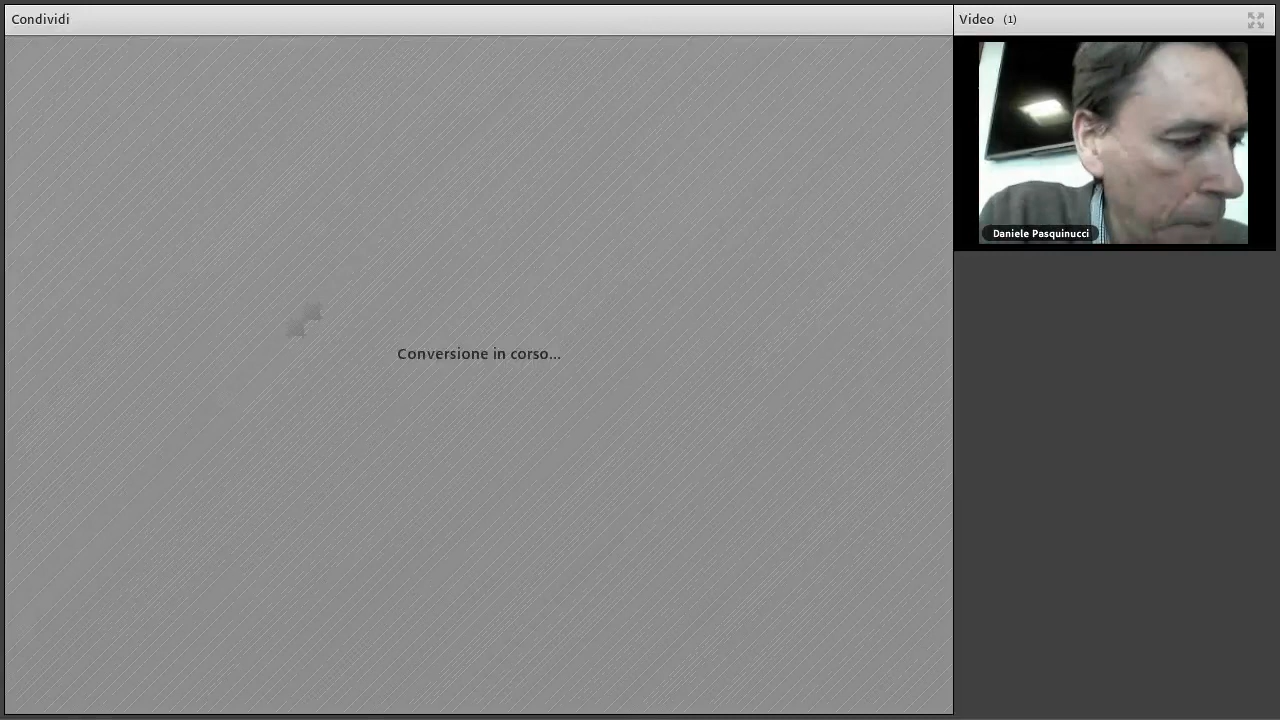 Condividi
Video (1)
Daniele Pasquinucci
Conversione in corso...